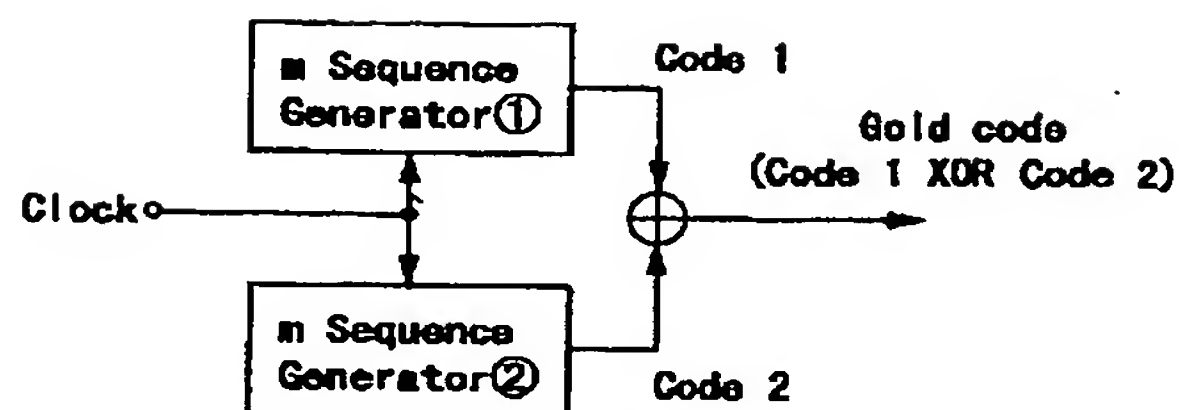 m Sequence
Generator①
Code 1
Gold code
(Code 1 XOR Code 2)
Clock
m Sequence
Generator②
Code 2